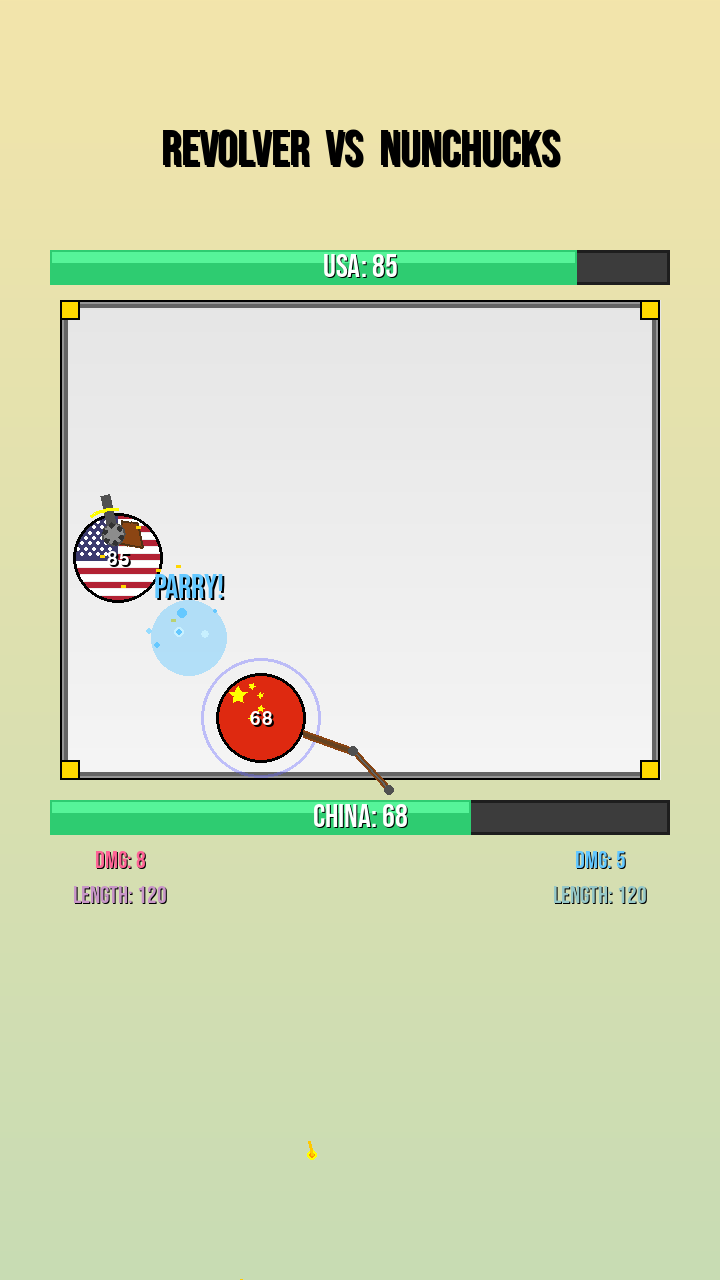 REVOLVER VS NUNCHUCKS
USA: 85
85
PARRY!
68
CHINA: 68
DMG: 8
DMG: 5
LENGTH: 120
LENGTH: 120